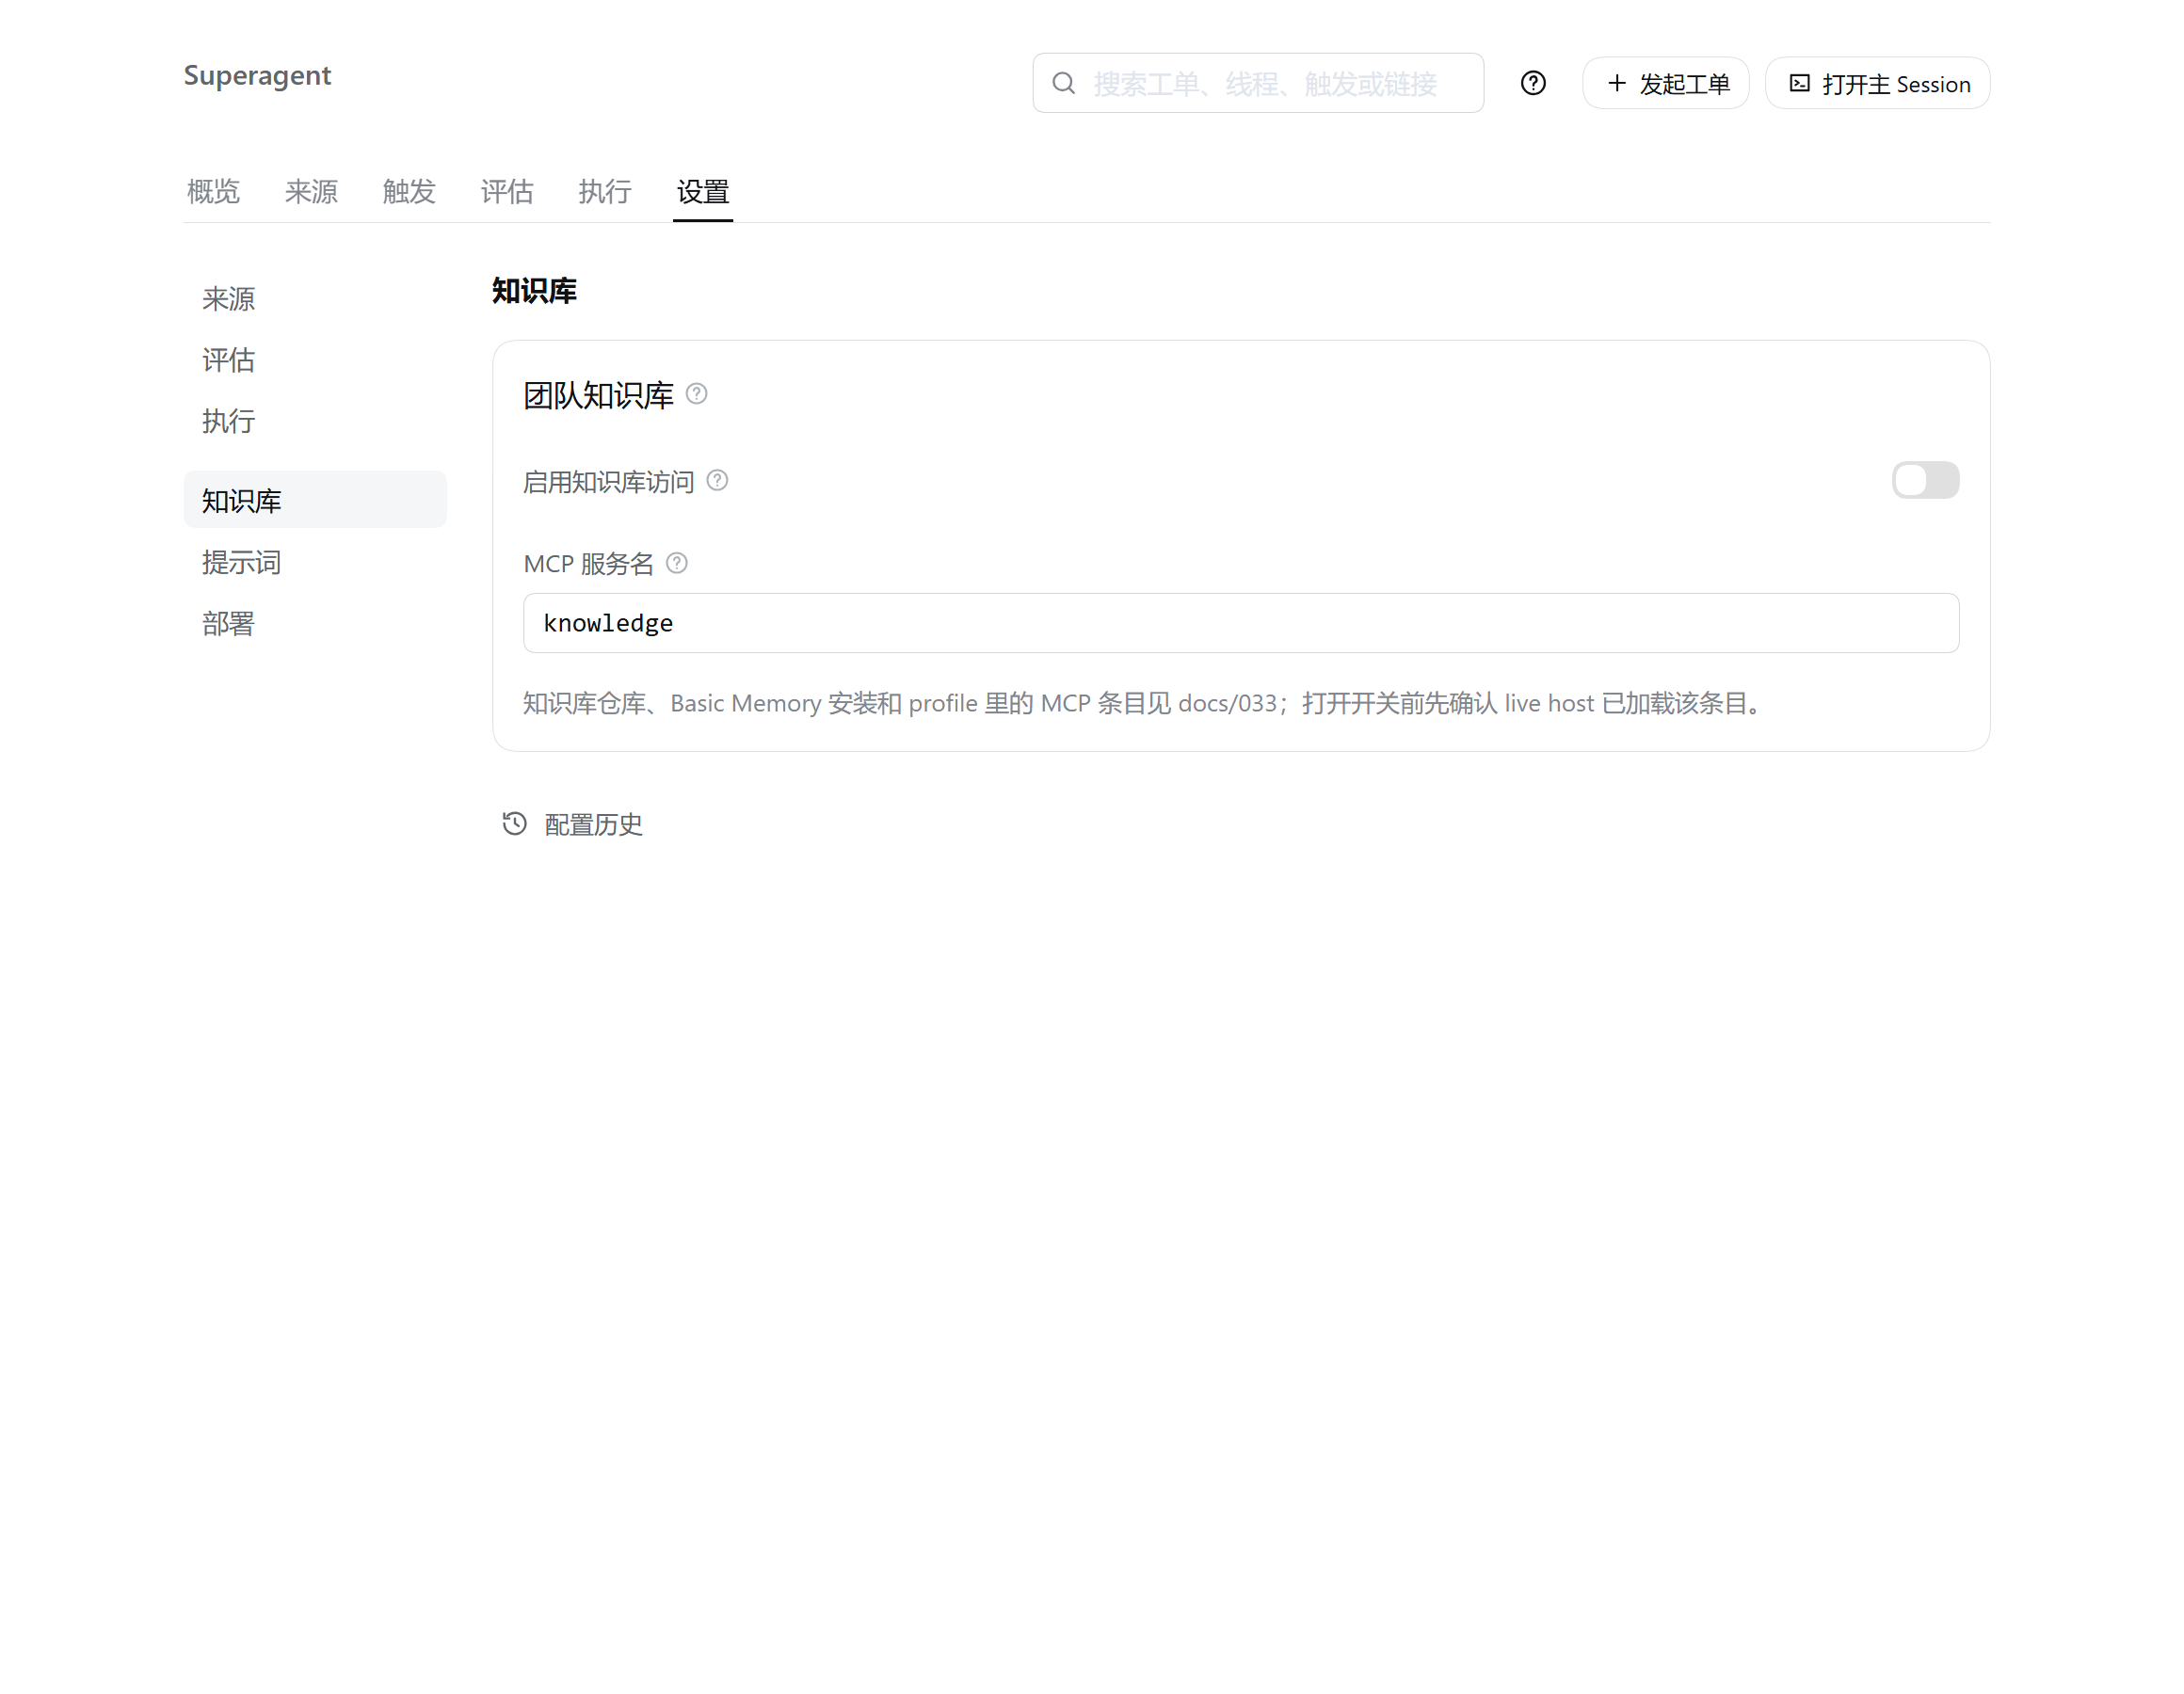 Superagent
搜索工单、线程、触发或链接
发起工单
打开主 Session
概览 来源 触发 评估 执行 设置
来源
评估
执行
知识库
提示词
部署
知识库
团队知识库
启用知识库访问
MCP 服务名
knowledge
知识库仓库、Basic Memory 安装和 profile 里的 MCP 条目见 docs/033；打开开关前先确认 live host 已加载该条目。
配置历史